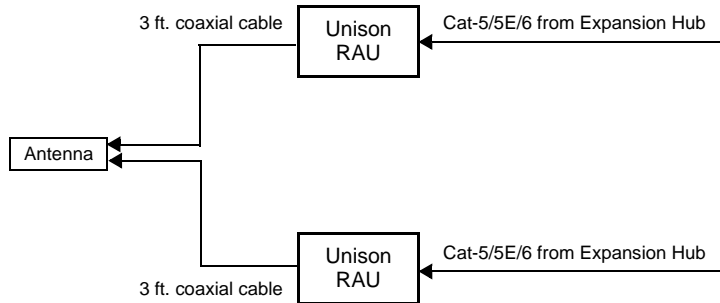 3 ft. coaxial cable
Unison
RAU
Cat-5/5E/6 from Expansion Hub
Antenna
Unison
RAU
Cat-5/5E/6 from Expansion Hub
3 ft. coaxial cable